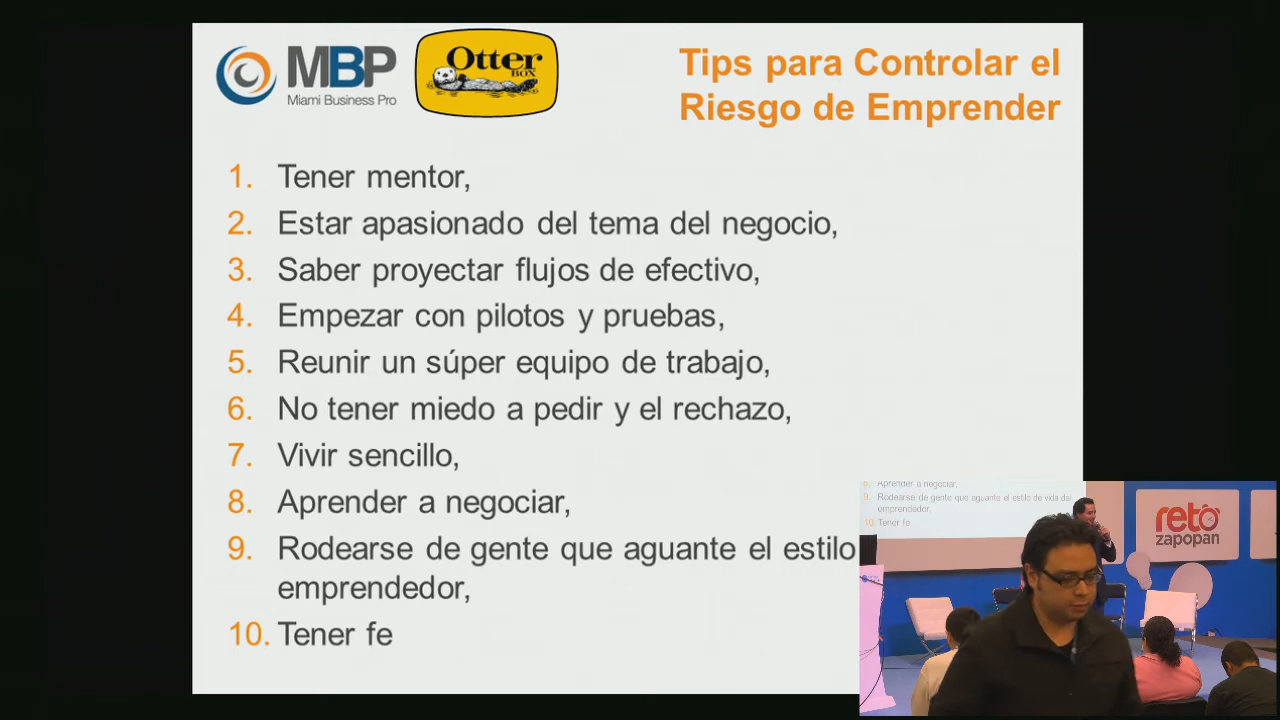 MBP
Miami Business Pro
Otter
BOX
Tips para Controlar el
Riesgo de Emprender
1. Tener mentor,
2. Estar apasionado del tema del negocio,
3. Saber proyectar flujos de efectivo,
4. Empezar con pilotos y pruebas,
5. Reunir un súper equipo de trabajo,
6. No tener miedo a pedir y el rechazo,
7. Vivir sencillo,
8. Aprender a negociar,
9. Rodearse de gente que aguante el estilo
emprendedor,
10. Tener fe
8. Aprender a negociar,
9. Rodearse de gente que aguante el estilo de vida del
emprendedor,
10. Tener fe
reto
zapopan